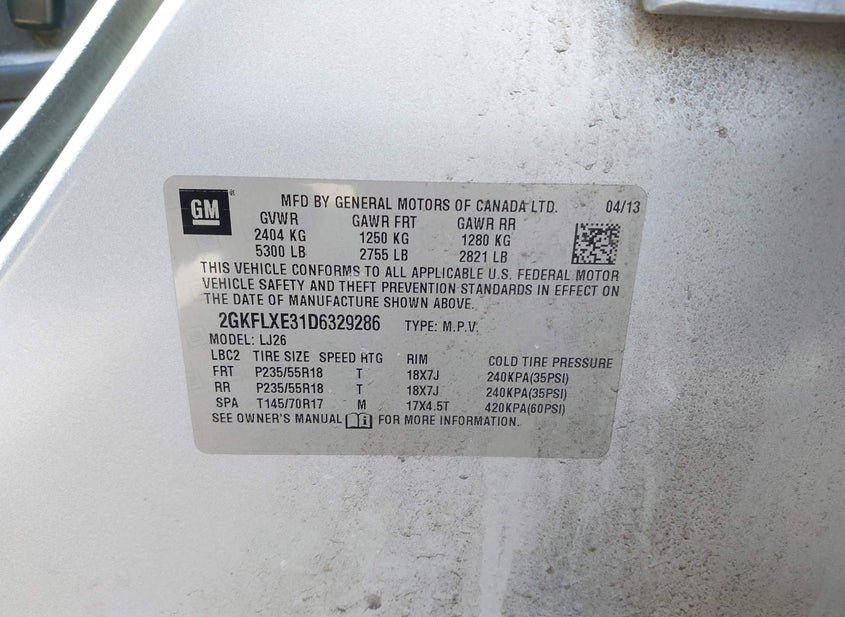 GM
MFD BY GENERAL MOTORS OF CANADA LTD. 04/13
GVWR GAWR FRT GAWR RR
2404 KG 1250 KG 1280 KG
5300 LB 2755 LB 2821 LB
THIS VEHICLE CONFORMS TO ALL APPLICABLE U.S. FEDERAL MOTOR
VEHICLE SAFETY AND THEFT PREVENTION STANDARDS IN EFFECT ON
THE DATE OF MANUFACTURE SHOWN ABOVE.
2GKFLXE31D6329286 TYPE: M.P.V.
MODEL: LJ26
LBC2 TIRE SIZE SPEED RTG RIM COLD TIRE PRESSURE
FRT P235/55R18 T 18X7J 240KPA(35PSI)
RR P235/55R18 T 18X7J 240KPA(35PSI)
SPA T145/70R17 M 17X4.5T 420KPA(60PSI)
SEE OWNER'S MANUAL FOR MORE INFORMATION.